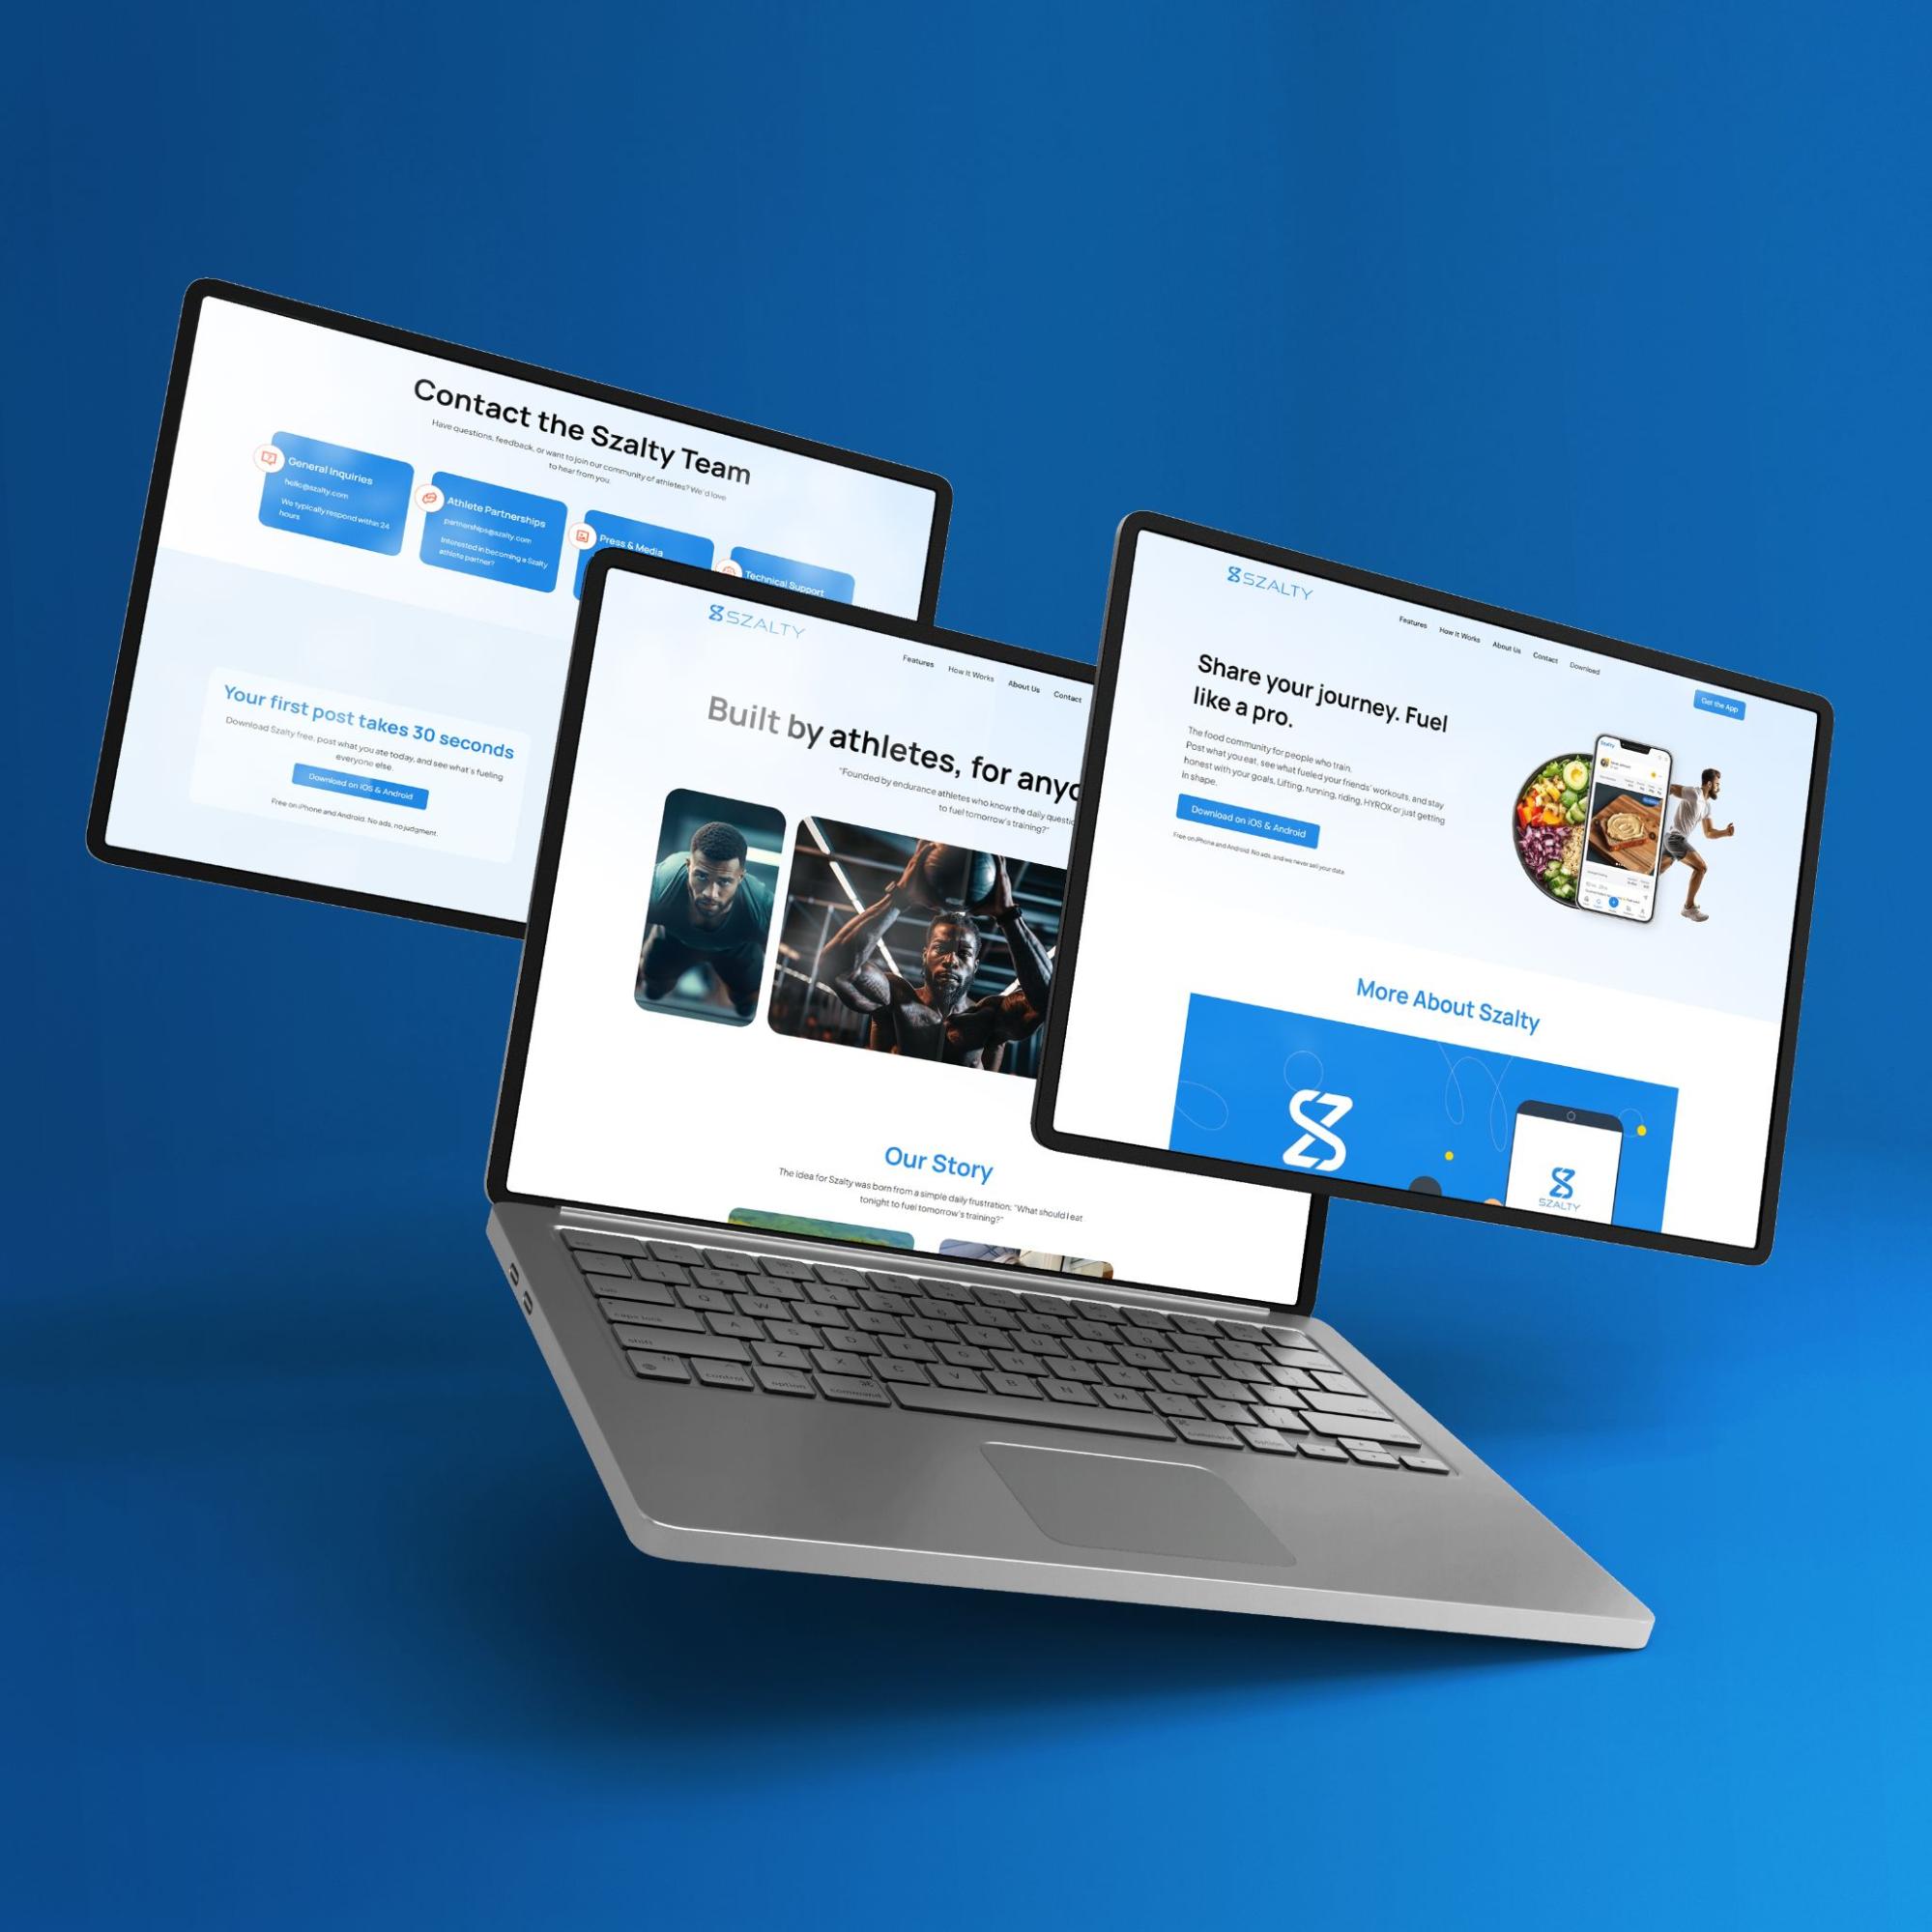 Contact the Szalty Team
Have questions, feedback, or want to join our community of athletes? We'd love
to hear from you.
General Inquiries
hello@szalty.com
We typically respond within 24
hours
Athlete Partnerships
partnerships@szalty.com
Interested in becoming a Szalty
athlete partner?
Press & Media
Technical Support
Your first post takes 30 seconds
Download Szalty free, post what you ate today, and see what's fueling
everyone else.
Download on iOS & Android
Free on iPhone and Android. No ads, no judgment.
SZALTY
Features
How It Works
About Us
Contact
Built by athletes, for anyo
"Founded by endurance athletes who know the daily questio
to fuel tomorrow's training?"
Our Story
The idea for Szalty was born from a simple daily frustration: "What should I eat
tonight to fuel tomorrow's training?"
SZALTY
Features
How It Works
About Us
Contact
Download
Get the App
Share your journey. Fuel
like a pro.
The food community for people who train.
Post what you eat, see what fueled your friends' workouts, and stay
honest with your goals. Lifting, running, riding, HYROX or just getting
in shape.
Download on iOS & Android
Free on iPhone and Android. No ads, and we never sell your data.
More About Szalty
SZALTY
Q W E R T Y U I O P
caps lock
A S D F G H J K L
shift
Z X C V B N M
fn
control
option
command
command
option